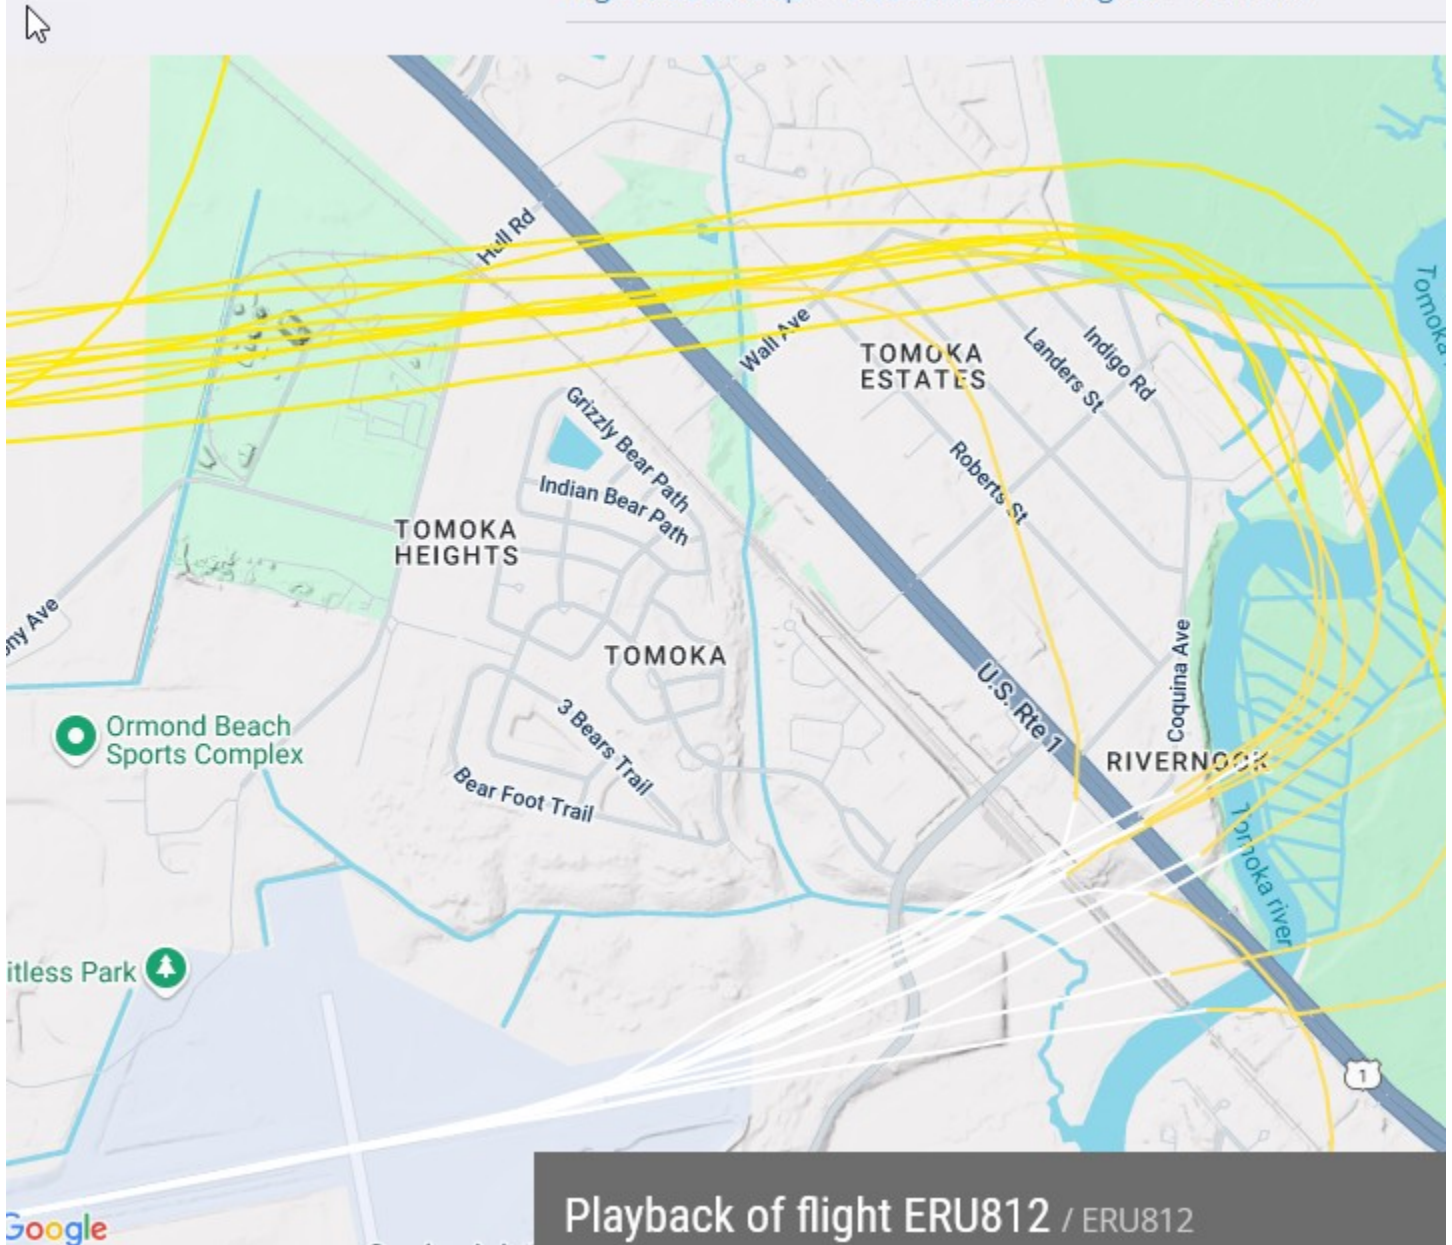 Hull Rd
Wall Ave
TOMOKA
ESTATES
Indigo Rd
Landers St
Grizzly Bear Path
Indian Bear Path
Roberts St
TOMOKA
HEIGHTS
TOMOKA
Coquina Ave
U.S. Rte 1
RIVERNOOK
Ormond Beach
Sports Complex
3 Bears Trail
Bear Foot Trail
Tomoka
Tomoka river
itless Park
1
Playback of flight ERU812 / ERU812
Google